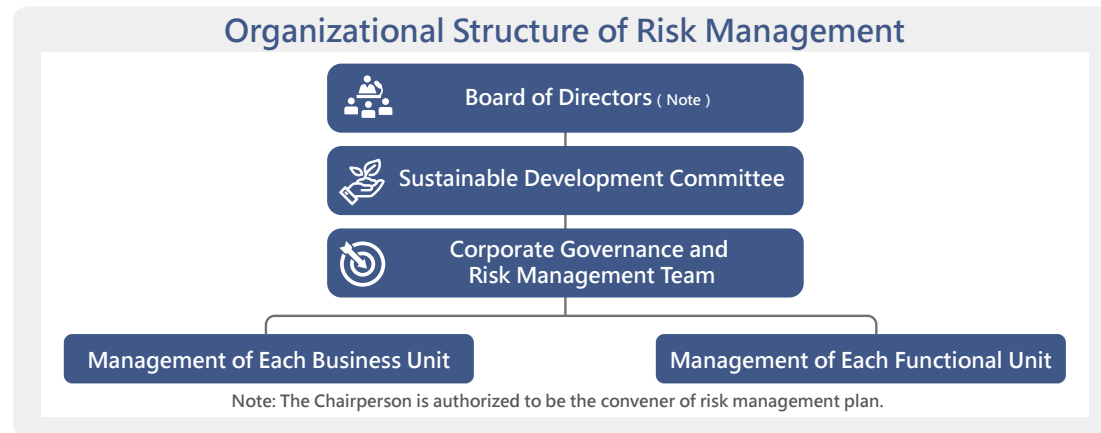 Organizational Structure of Risk Management
Board of Directors ( Note )
Sustainable Development Committee
Corporate Governance and
Risk Management Team
Management of Each Business Unit
Management of Each Functional Unit
Note: The Chairperson is authorized to be the convener of risk management plan.